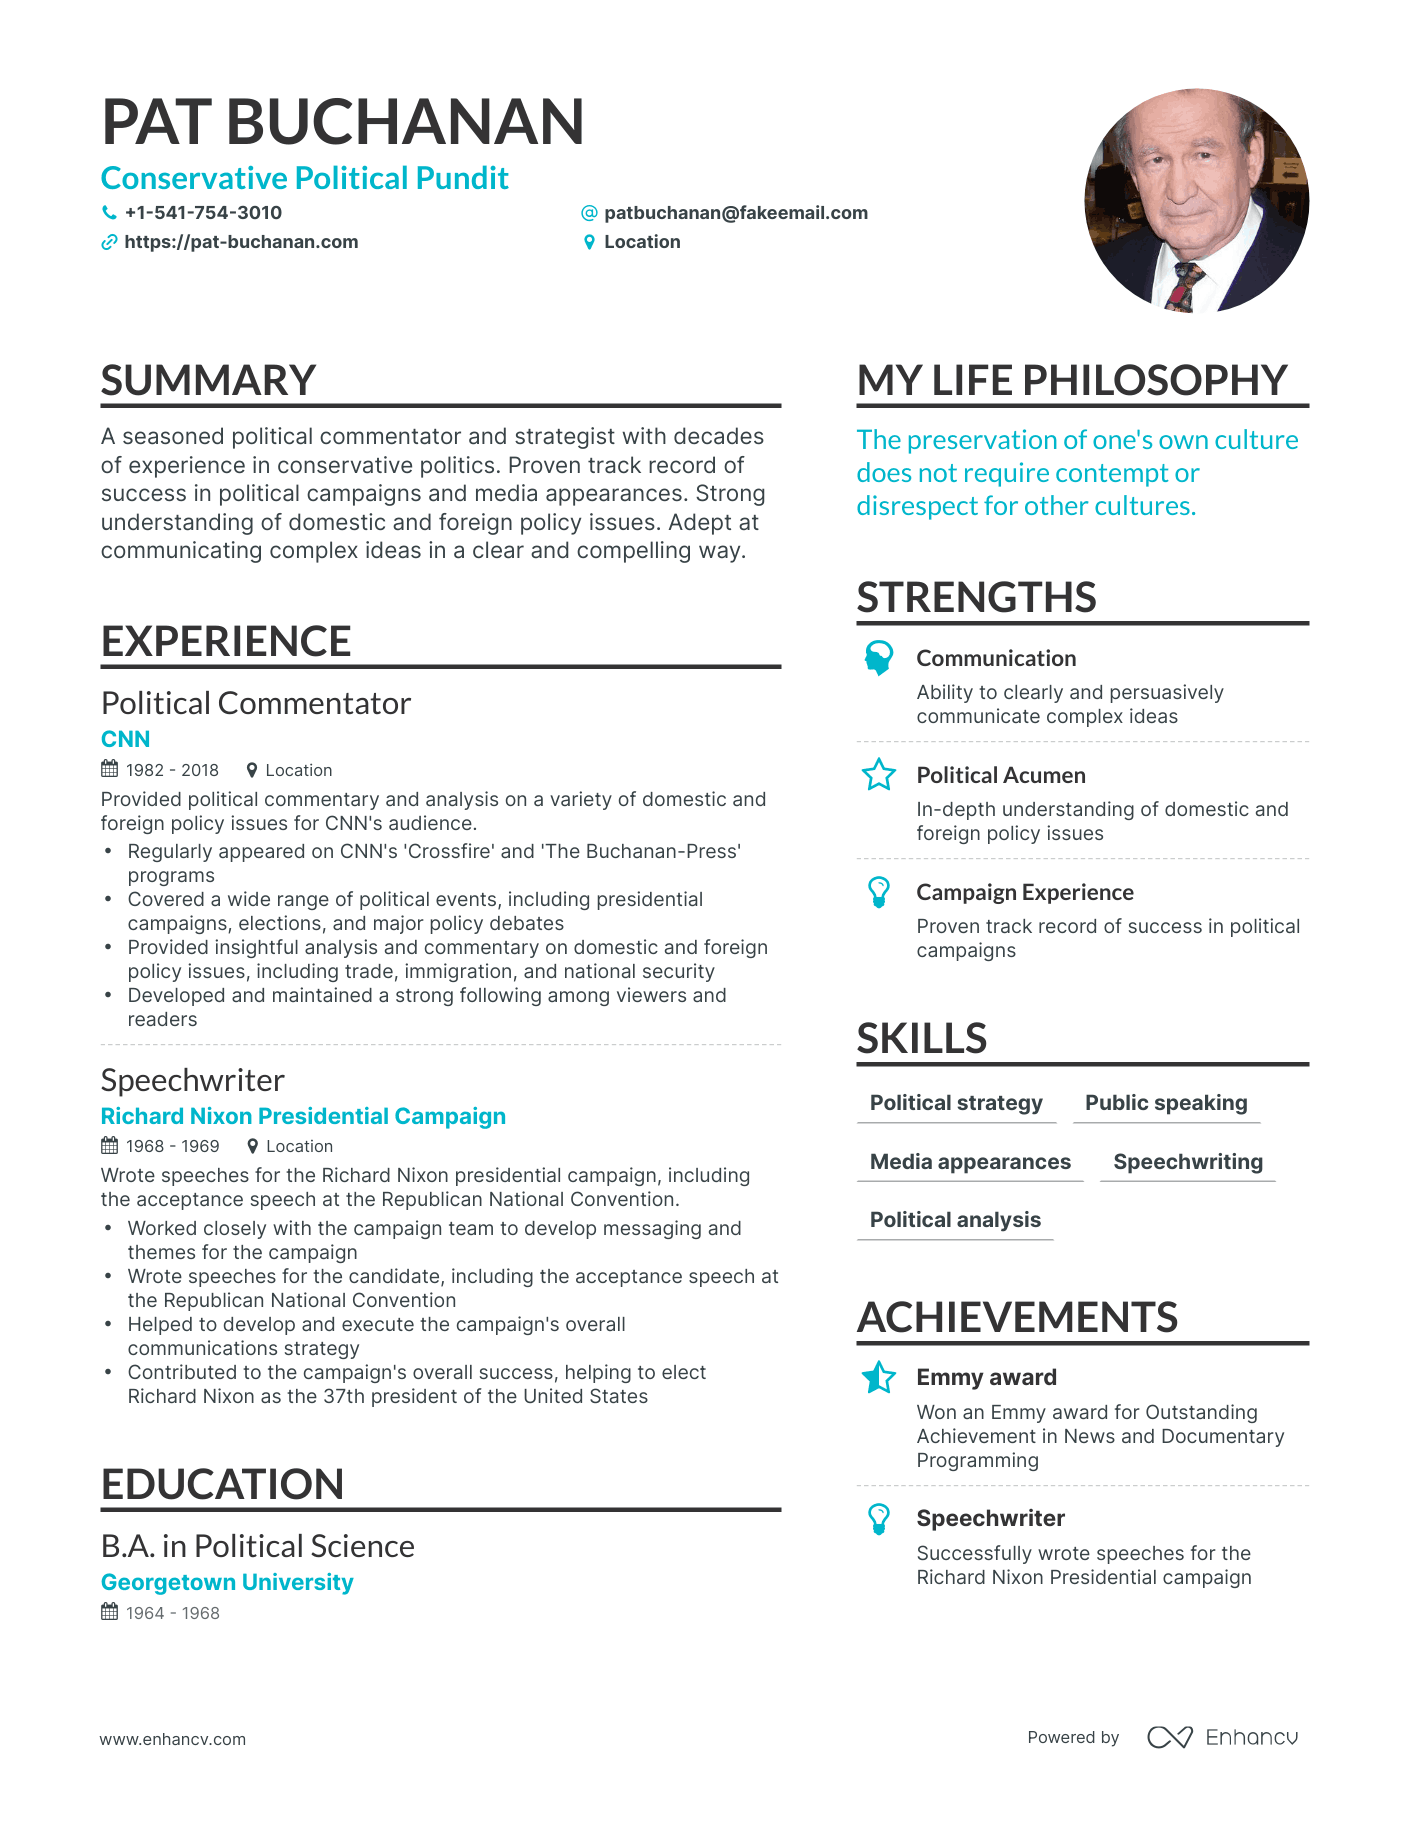 PAT BUCHANAN
Conservative Political Pundit
+1-541-754-3010
patbuchanan@fakeemail.com
https://pat-buchanan.com
Location
SUMMARY
A seasoned political commentator and strategist with decades
of experience in conservative politics. Proven track record of
success in political campaigns and media appearances. Strong
understanding of domestic and foreign policy issues. Adept at
communicating complex ideas in a clear and compelling way.
EXPERIENCE
Political Commentator
CNN
1982 - 2018 Location
Provided political commentary and analysis on a variety of domestic and
foreign policy issues for CNN's audience.
• Regularly appeared on CNN's 'Crossfire' and 'The Buchanan-Press'
programs
• Covered a wide range of political events, including presidential
campaigns, elections, and major policy debates
• Provided insightful analysis and commentary on domestic and foreign
policy issues, including trade, immigration, and national security
• Developed and maintained a strong following among viewers and
readers
Speechwriter
Richard Nixon Presidential Campaign
1968 - 1969 Location
Wrote speeches for the Richard Nixon presidential campaign, including
the acceptance speech at the Republican National Convention.
• Worked closely with the campaign team to develop messaging and
themes for the campaign
• Wrote speeches for the candidate, including the acceptance speech at
the Republican National Convention
• Helped to develop and execute the campaign's overall
communications strategy
• Contributed to the campaign's overall success, helping to elect
Richard Nixon as the 37th president of the United States
EDUCATION
B.A. in Political Science
Georgetown University
1964 - 1968
MY LIFE PHILOSOPHY
The preservation of one's own culture
does not require contempt or
disrespect for other cultures.
STRENGTHS
Communication
Ability to clearly and persuasively
communicate complex ideas
Political Acumen
In-depth understanding of domestic and
foreign policy issues
Campaign Experience
Proven track record of success in political
campaigns
SKILLS
Political strategy Public speaking
Media appearances Speechwriting
Political analysis
ACHIEVEMENTS
Emmy award
Won an Emmy award for Outstanding
Achievement in News and Documentary
Programming
Speechwriter
Successfully wrote speeches for the
Richard Nixon Presidential campaign
www.enhancv.com
Powered by Enhancv